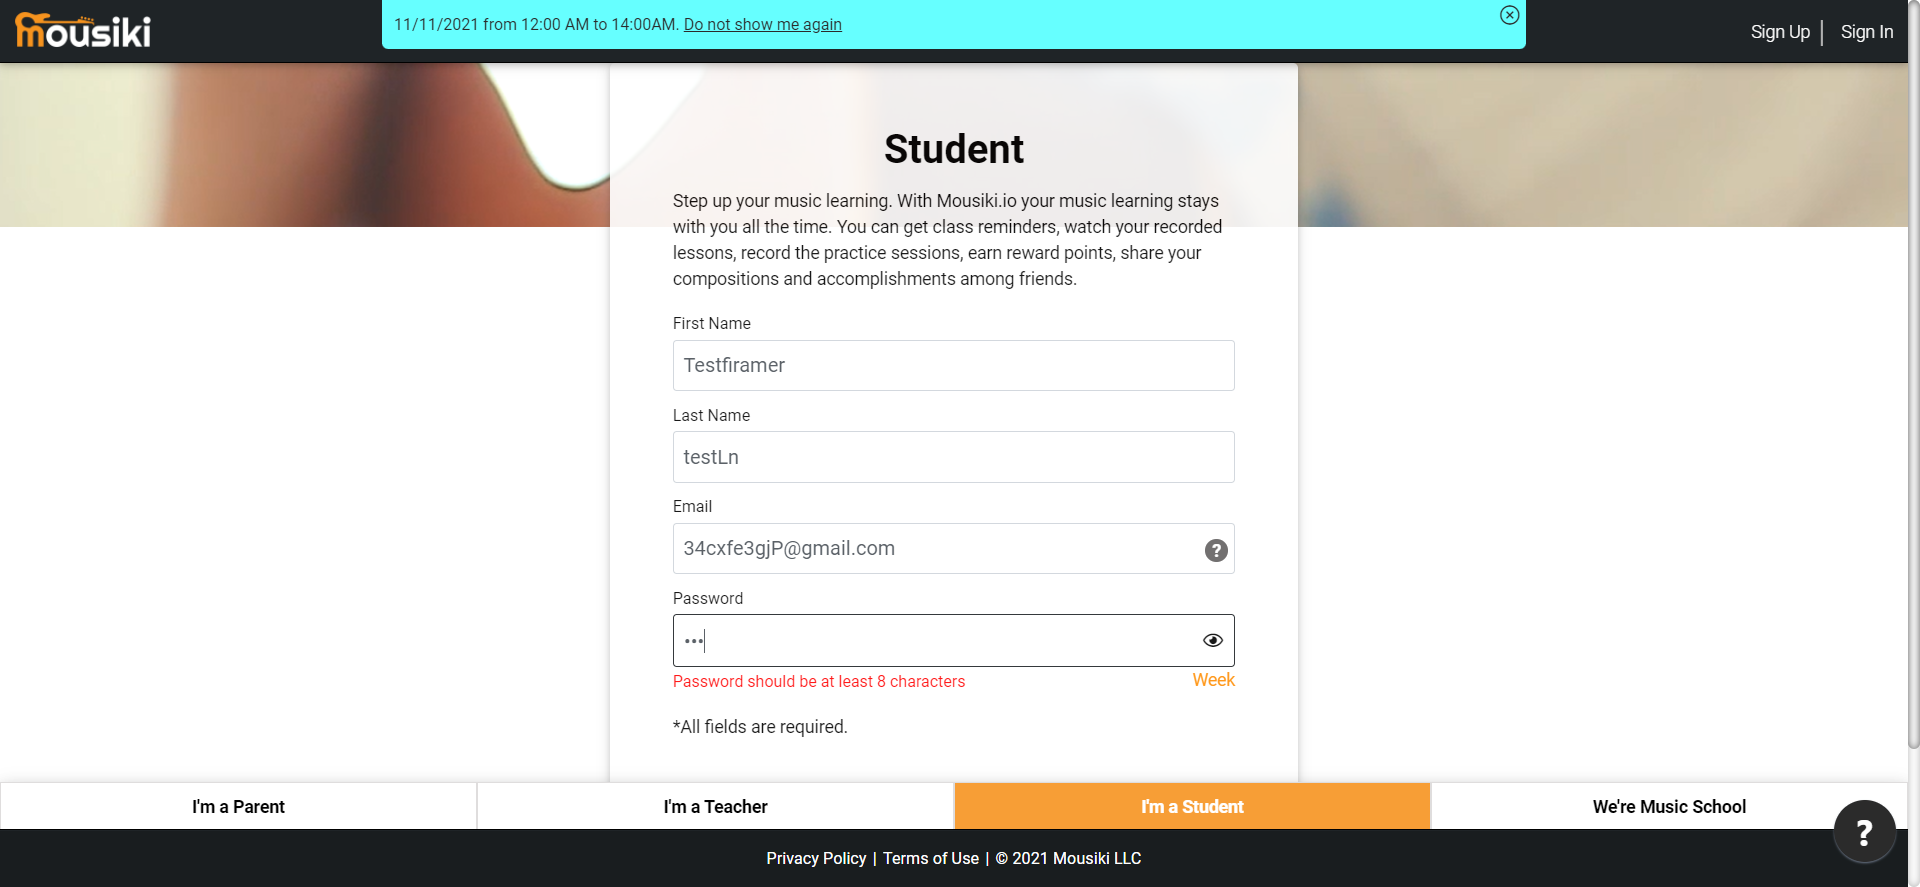 mousiki
11/11/2021 from 12:00 AM to 14:00AM. Do not show me again
Sign Up | Sign In
Student
Step up your music learning. With Mousiki.io your music learning stays
with you all the time. You can get class reminders, watch your recorded
lessons, record the practice sessions, earn reward points, share your
compositions and accomplishments among friends.
First Name
Testfiramer
Last Name
testLn
Email
34cxfe3gjP@gmail.com
?
Password
•••
Password should be at least 8 characters
Week
*All fields are required.
I'm a Parent
I'm a Teacher
I'm a Student
We're Music School
?
Privacy Policy | Terms of Use | © 2021 Mousiki LLC